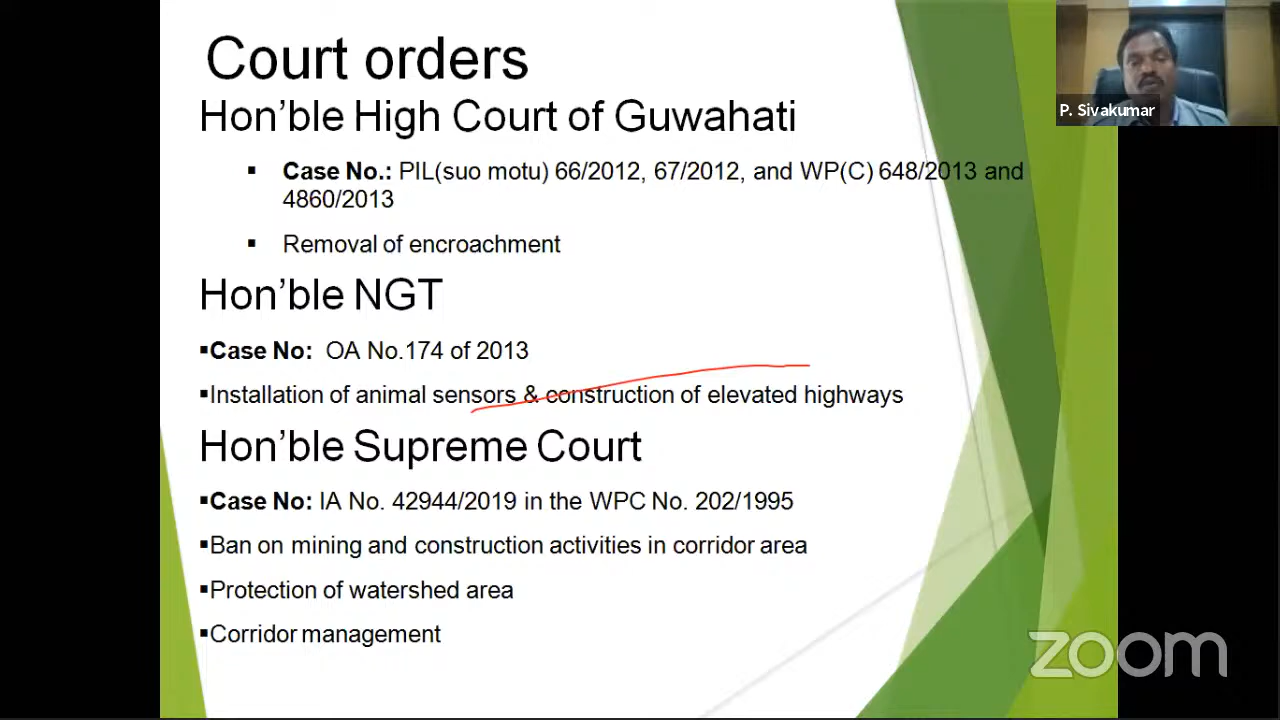 Court orders
Hon'ble High Court of Guwahati
▪ Case No.: PIL(suo motu) 66/2012, 67/2012, and WP(C) 648/2013 and
4860/2013
▪ Removal of encroachment
Hon'ble NGT
▪Case No: OA No.174 of 2013
▪Installation of animal sensors & construction of elevated highways
Hon'ble Supreme Court
▪Case No: IA No. 42944/2019 in the WPC No. 202/1995
▪Ban on mining and construction activities in corridor area
▪Protection of watershed area
▪Corridor management
P. Sivakumar
zoom